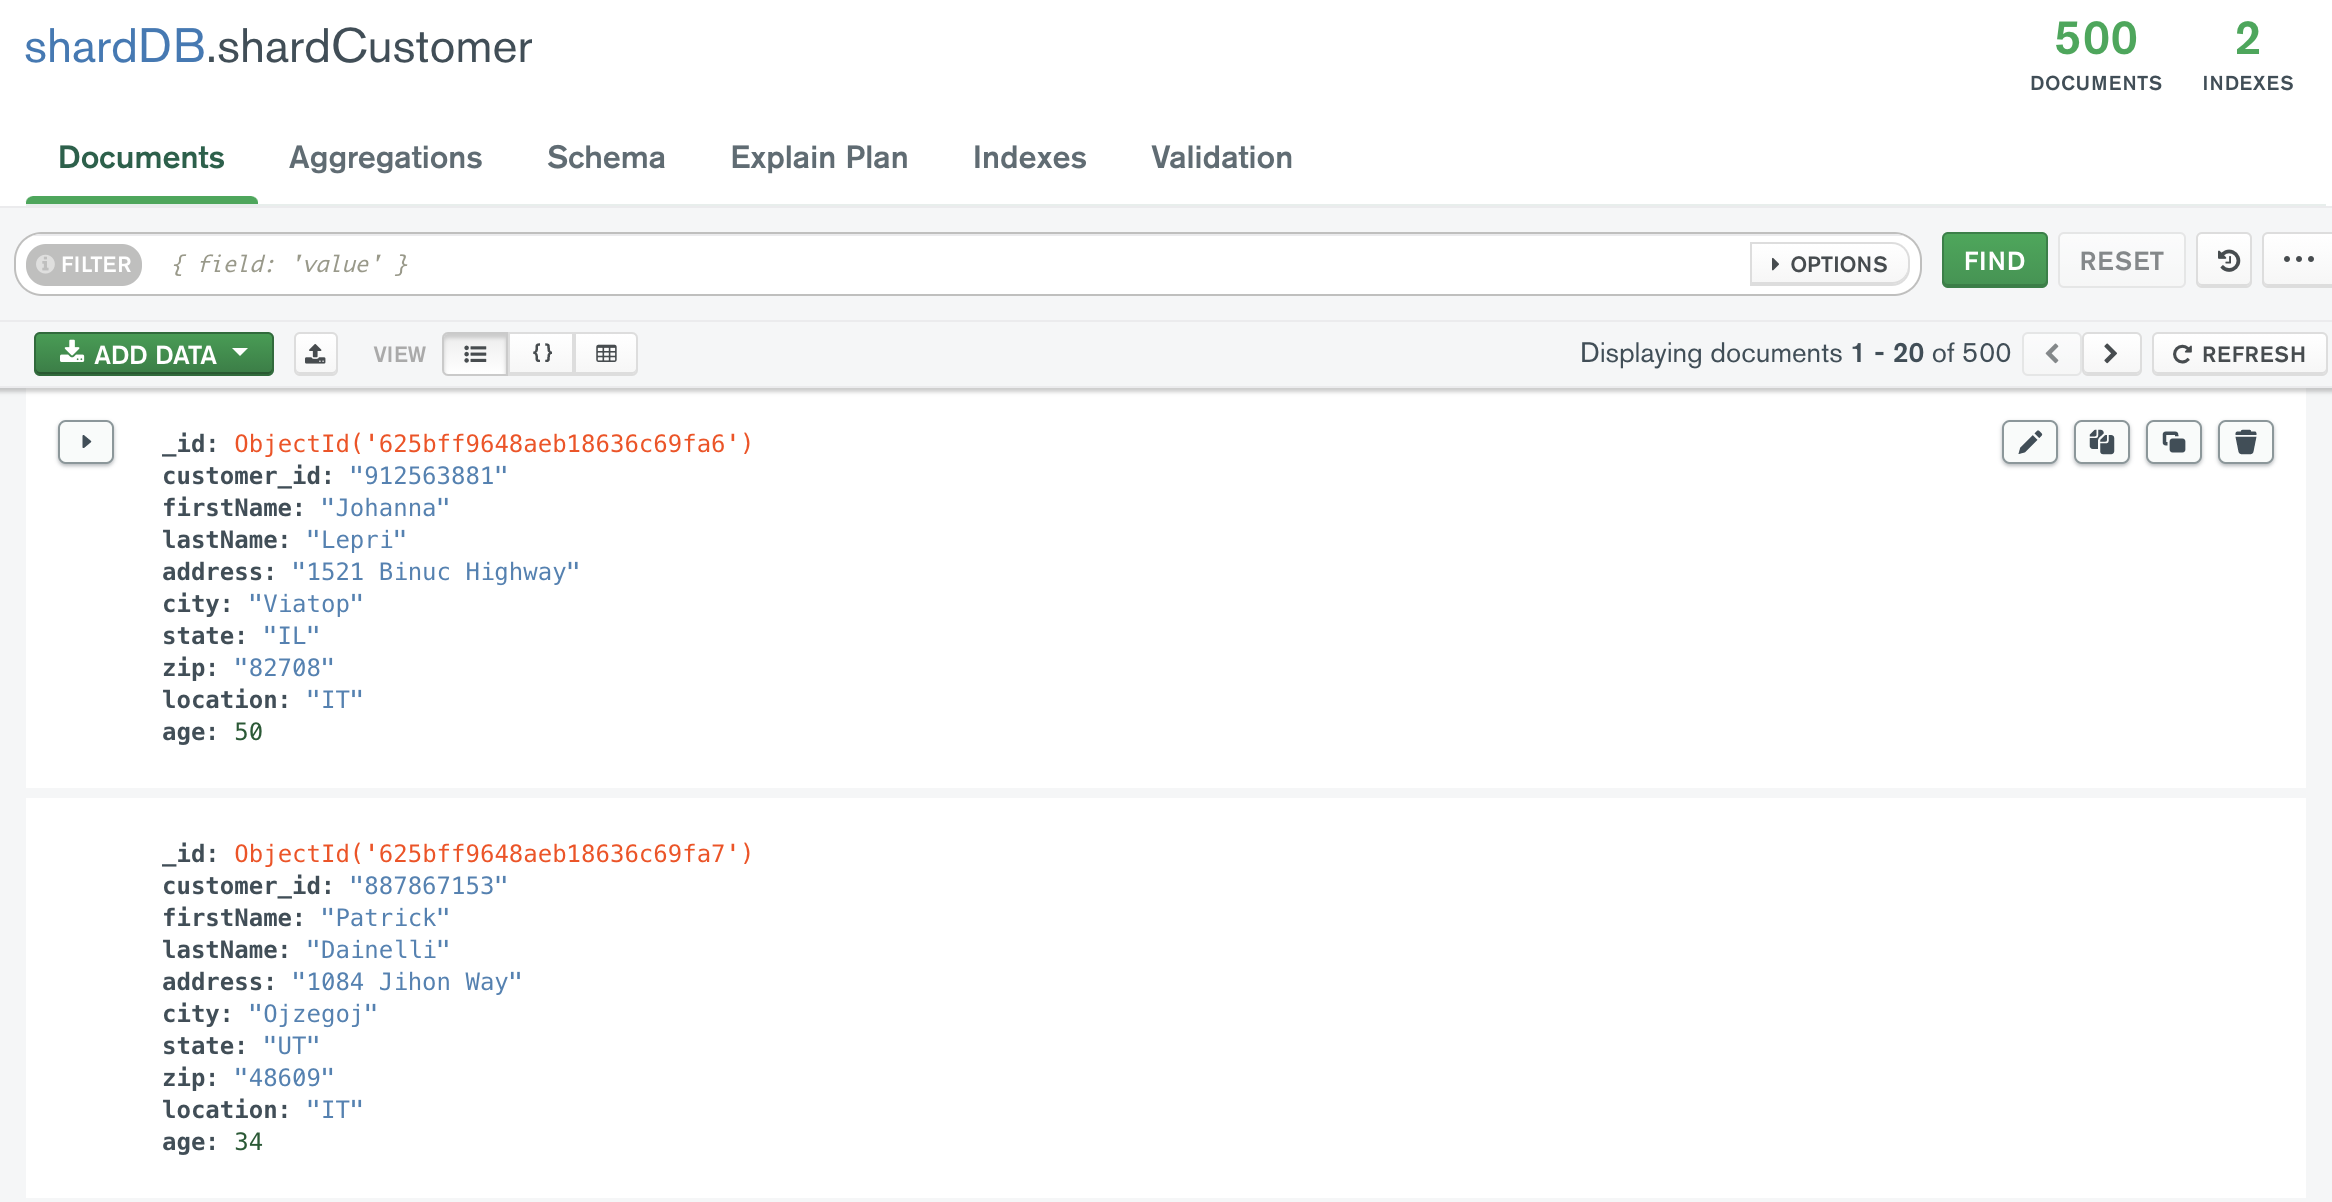 shardDB.shardCustomer
500
DOCUMENTS
2
INDEXES
Documents Aggregations Schema Explain Plan Indexes Validation
FILTER { field: 'value' } OPTIONS FIND RESET ...
ADD DATA VIEW {} Displaying documents 1 - 20 of 500 REFRESH
_id: ObjectId('625bff9648aeb18636c69fa6')
customer_id: "912563881"
firstName: "Johanna"
lastName: "Lepri"
address: "1521 Binuc Highway"
city: "Viatop"
state: "IL"
zip: "82708"
location: "IT"
age: 50
_id: ObjectId('625bff9648aeb18636c69fa7')
customer_id: "887867153"
firstName: "Patrick"
lastName: "Dainelli"
address: "1084 Jihon Way"
city: "Ojzegoj"
state: "UT"
zip: "48609"
location: "IT"
age: 34